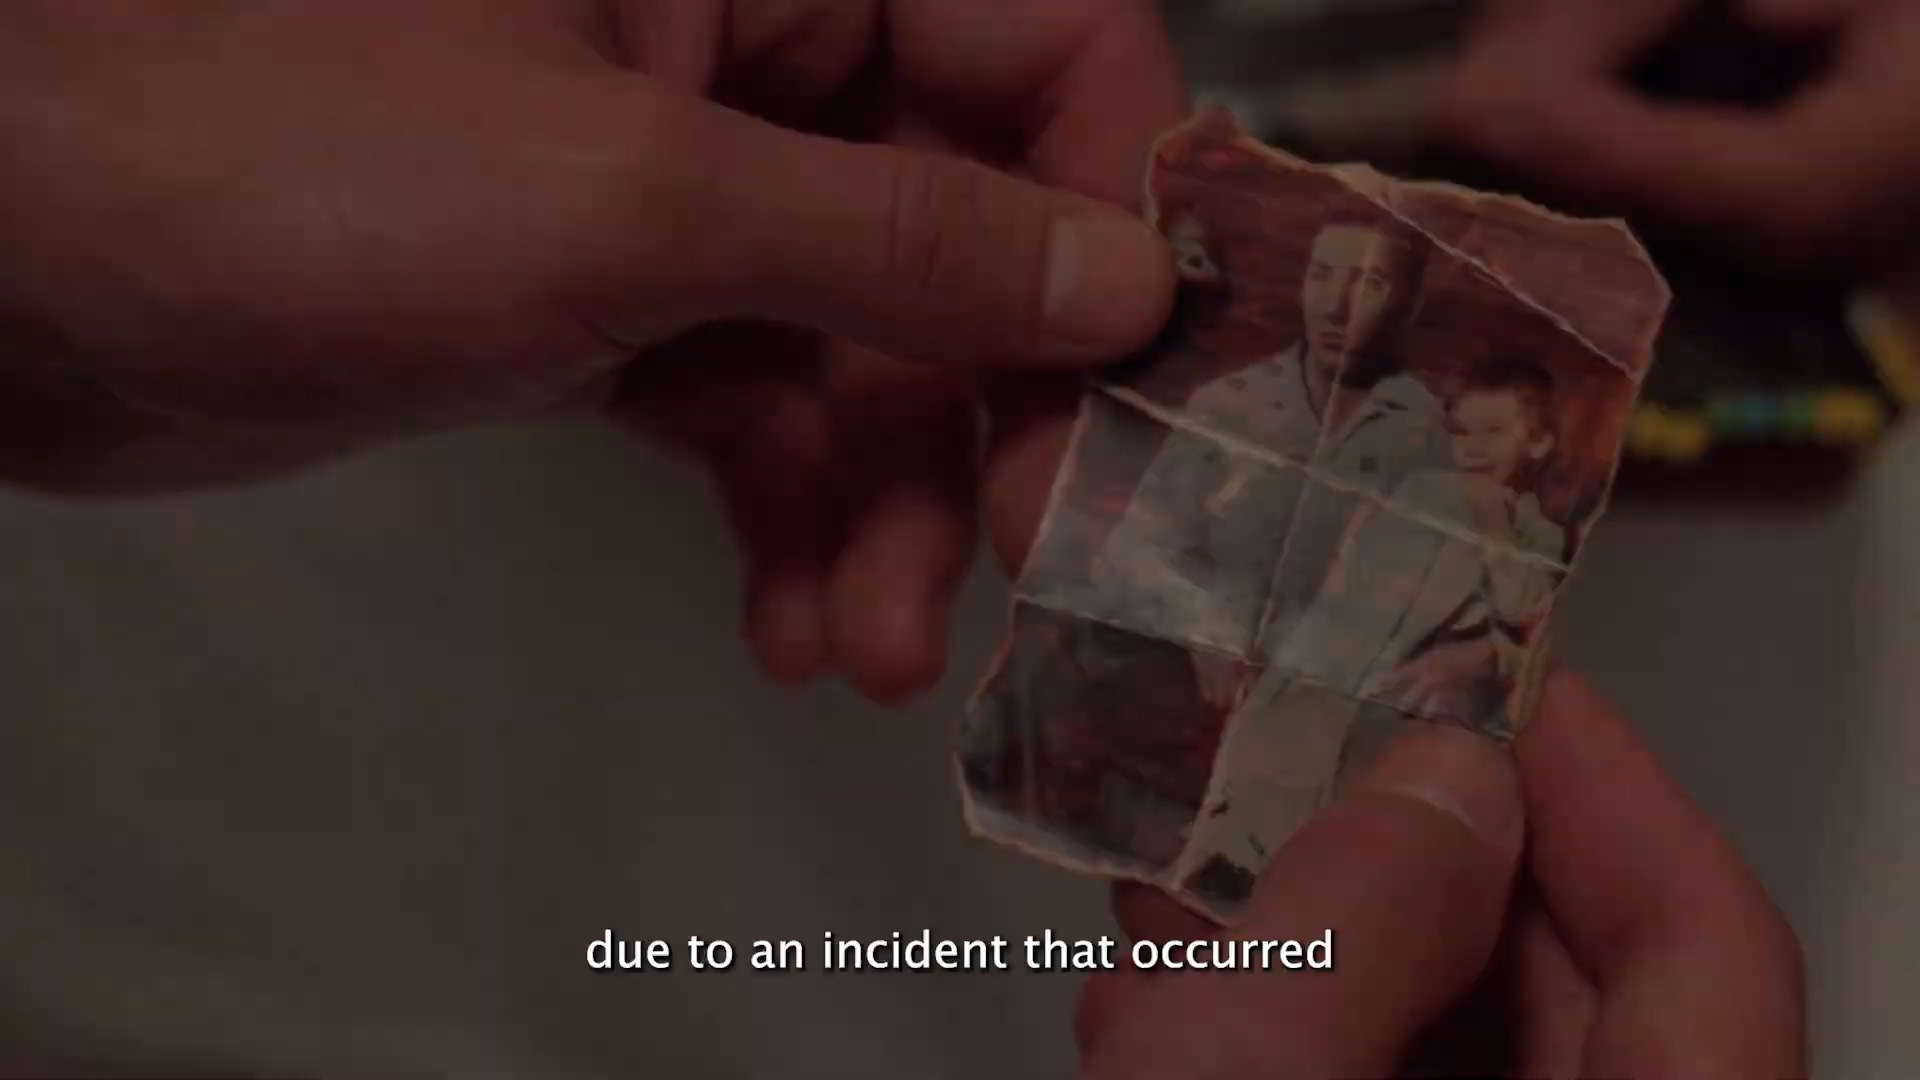 due to an incident that occurred